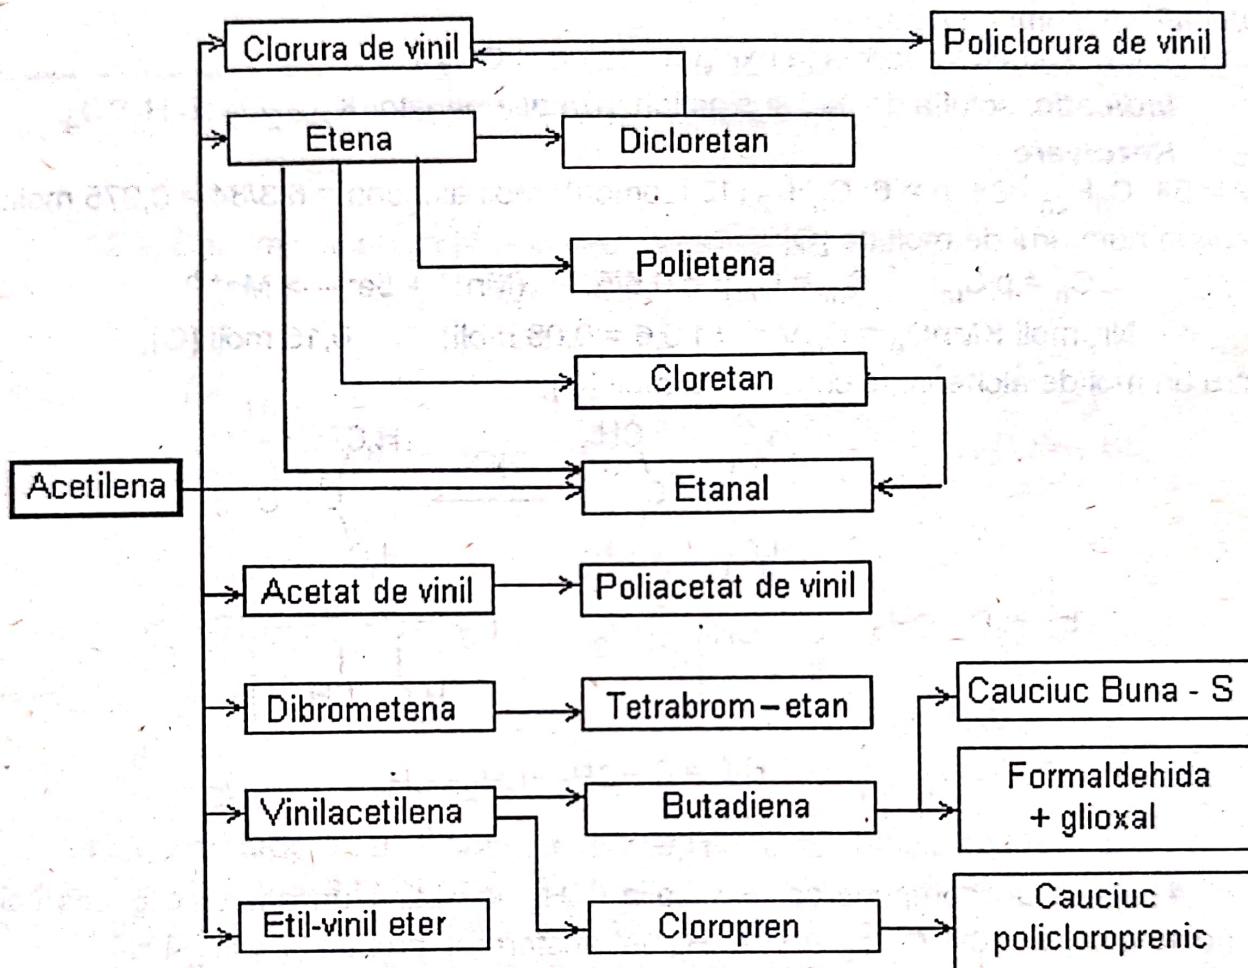 Clorura de vinil
Policlorura de vinil
Etena
Dicloretan
Polietena
Cloretan
Acetilena
Etanal
Acetat de vinil
Poliacetat de vinil
Dibrometena
Tetrabrom-etan
Cauciuc Buna - S
Vinilacetilena
Butadiena
Formaldehida
+ glioxal
Etil-vinil eter
Cloropren
Cauciuc
policloroprenic